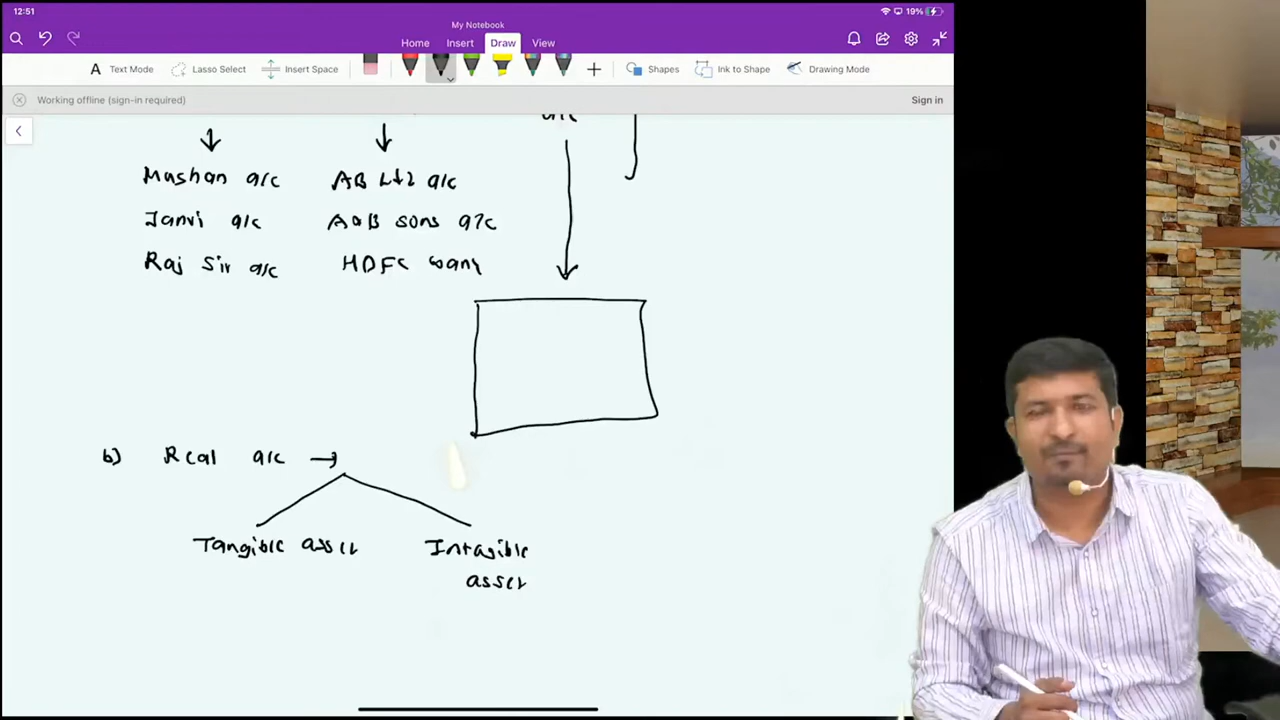 12:51
19%
My Notebook
Home Insert Draw View
Text Mode Lasso Select Insert Space Shapes Ink to Shape Drawing Mode
Working offline (sign-in required) Sign in
a/c
Mashan a/c AB Ltd a/c
Janvi a/c A&B sons a/c
Raj Sir a/c HDFC Bank
b) Real a/c →
Tangible asset Intagible
asset